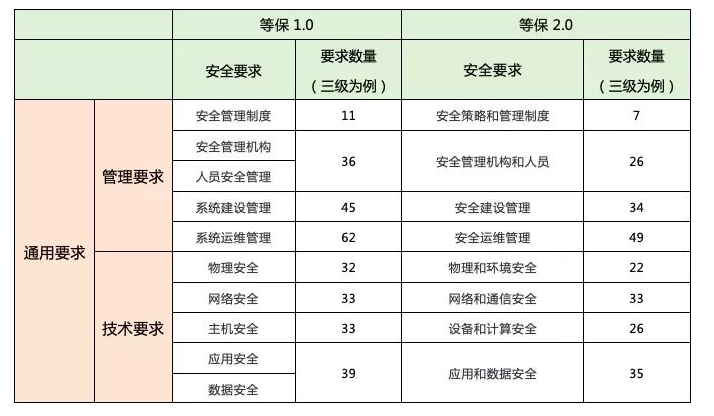 等保 1.0
等保 2.0
安全要求
要求数量
（三级为例）
安全要求
要求数量
（三级为例）
通用要求
管理要求
安全管理制度
11
安全策略和管理制度
7
安全管理机构
人员安全管理
36
安全管理机构和人员
26
系统建设管理
45
安全建设管理
34
系统运维管理
62
安全运维管理
49
技术要求
物理安全
32
物理和环境安全
22
网络安全
33
网络和通信安全
33
主机安全
33
设备和计算安全
26
应用安全
数据安全
39
应用和数据安全
35